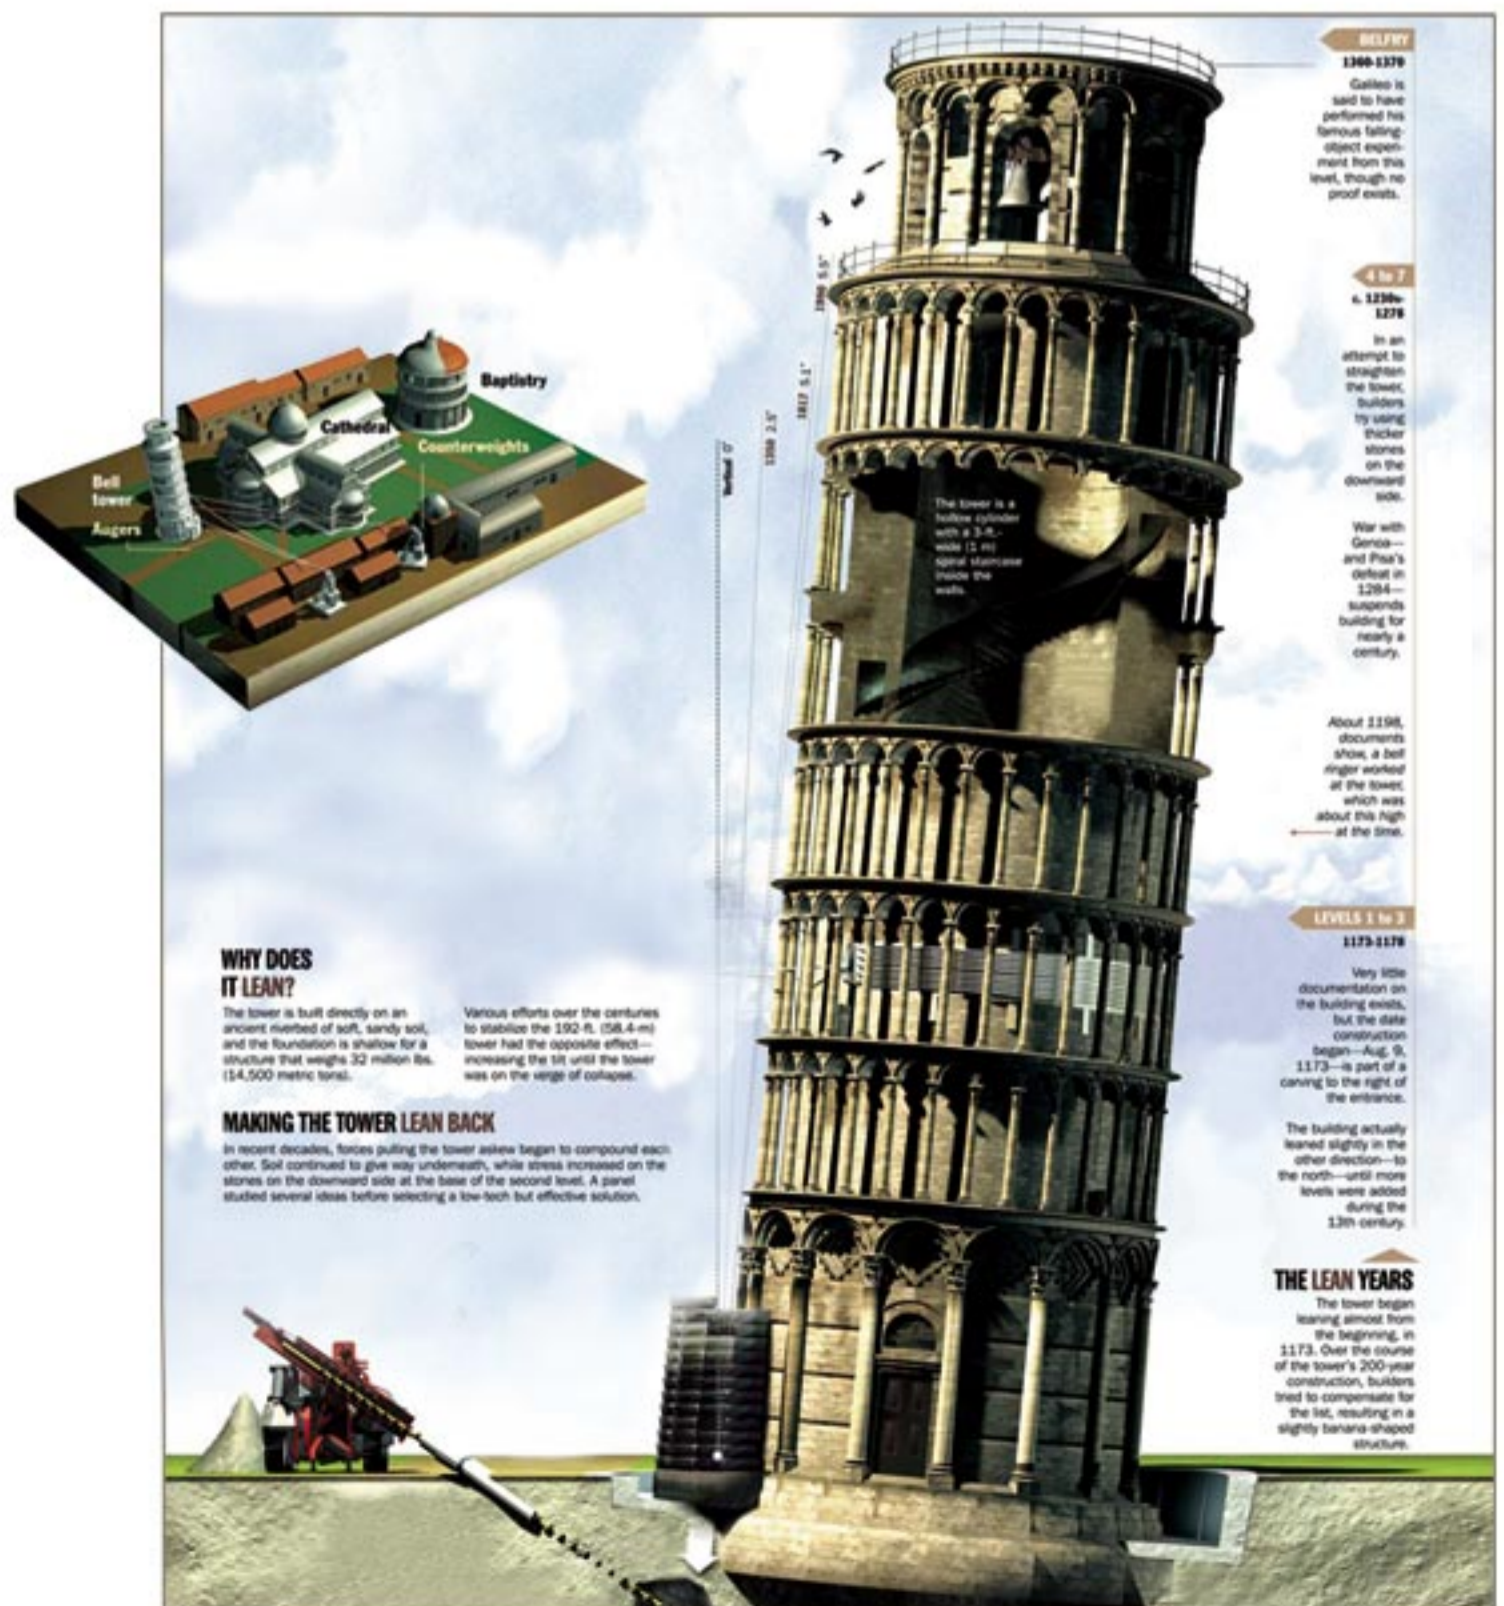 BELFRY
1360-1370
Galileo is
said to have
performed his
famous falling-
object experi-
ment from this
level, though no
proof exists.
4 to 7
c. 1230s-
1278
In an
attempt to
straighten
the tower,
builders
try using
thicker
stones
on the
downward
side.
War with
Genoa—
and Pisa's
defeat in
1284—
suspends
building for
nearly a
century.
About 1198,
documents
show, a bell
ringer worked
at the tower,
which was
about this high
at the time.
LEVELS 1 to 3
1173-1178
Very little
documentation on
the building exists,
but the date
construction
began—Aug. 9,
1173—is part of a
carving to the right of
the entrance.
The building actually
leaned slightly in the
other direction—to
the north—until more
levels were added
during the
13th century.
THE LEAN YEARS
The tower began
leaning almost from
the beginning, in
1173. Over the course
of the tower's 200-year
construction, builders
tried to compensate for
the list, resulting in a
slightly banana-shaped
structure.
Baptistry
Cathedral
Counterweights
Bell
tower
Augers
Vertical 0°
1360 2.5°
1817 5.1°
5.5°
The tower is a
hollow cylinder
with a 3-ft.-
wide (1 m)
spiral staircase
inside the
walls.
WHY DOES
IT LEAN?
The tower is built directly on an
ancient riverbed of soft, sandy soil,
and the foundation is shallow for a
structure that weighs 32 million lbs.
(14,500 metric tons).
Various efforts over the centuries
to stabilize the 192-ft. (58.4-m)
tower had the opposite effect—
increasing the tilt until the tower
was on the verge of collapse.
MAKING THE TOWER LEAN BACK
In recent decades, forces pulling the tower askew began to compound each
other. Soil continued to give way underneath, while stress increased on the
stones on the downward side at the base of the second level. A panel
studied several ideas before selecting a low-tech but effective solution.